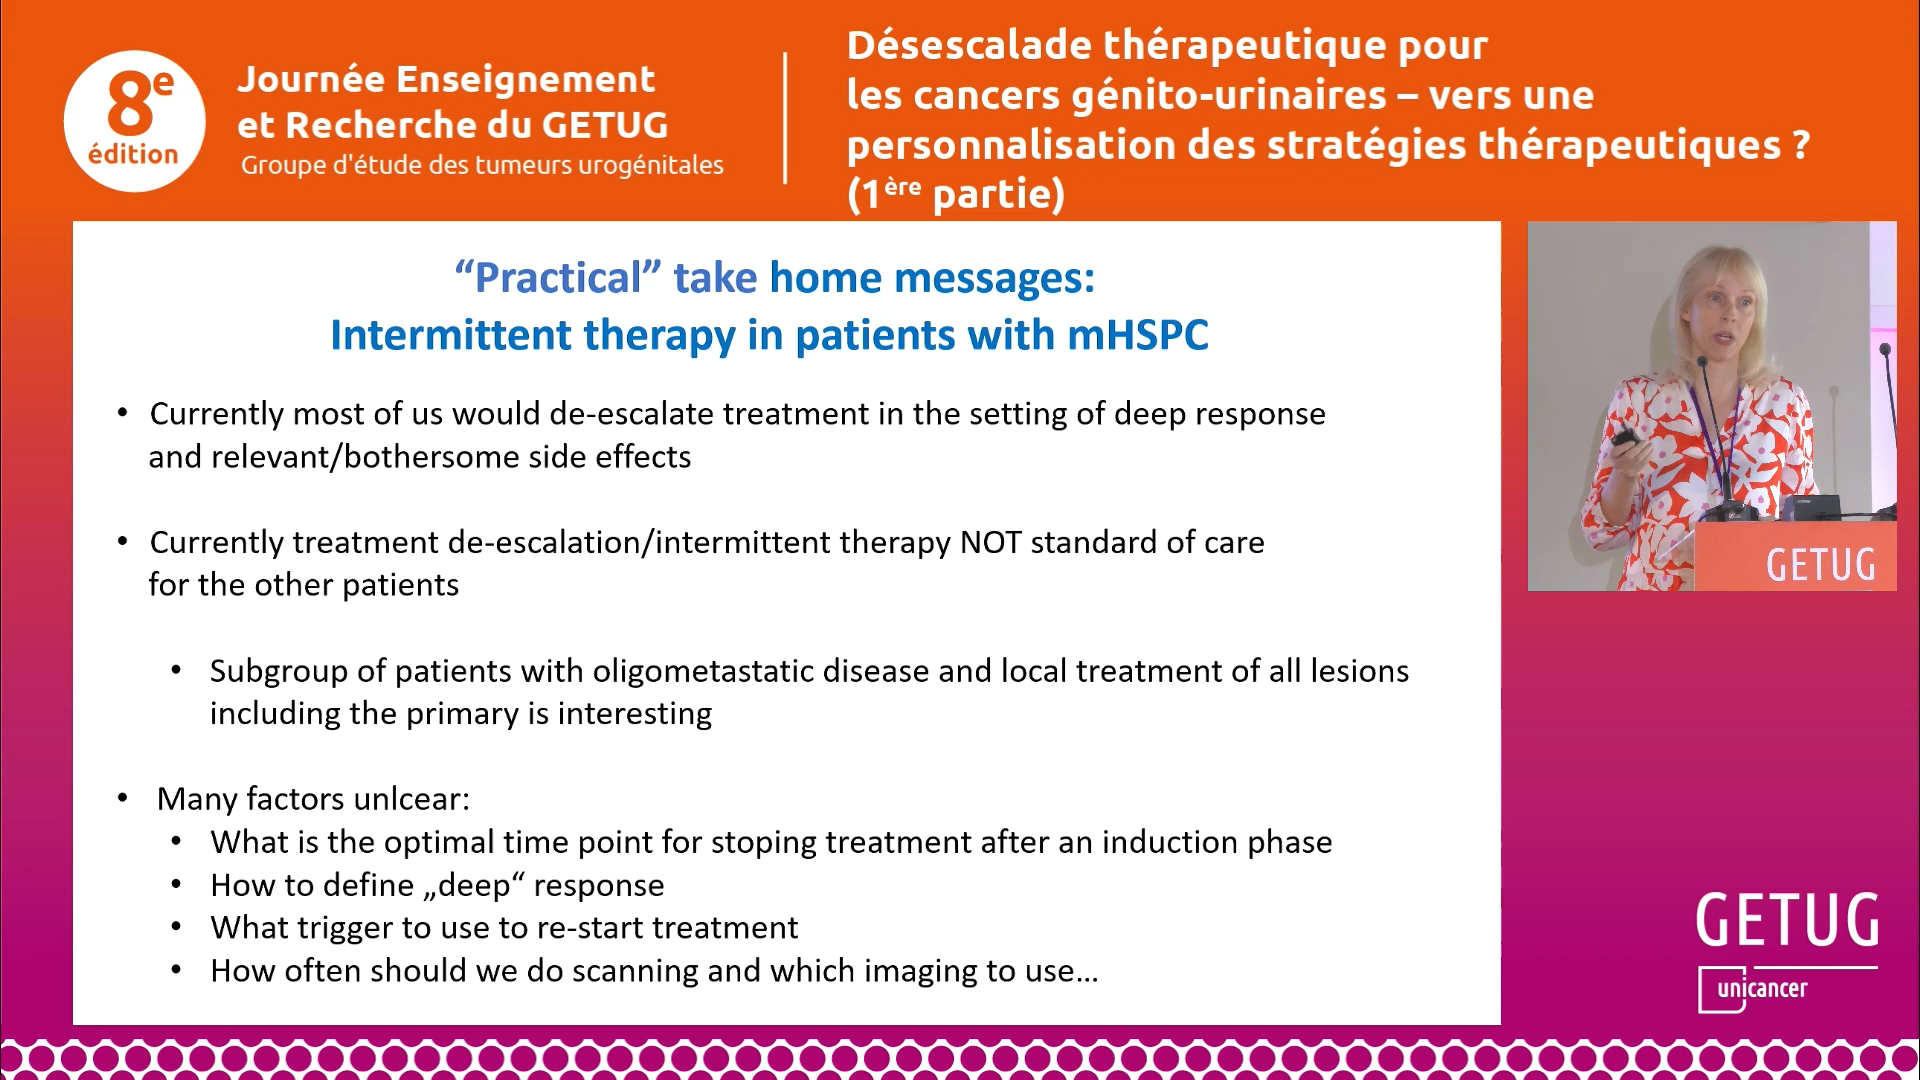 8e
édition
Journée Enseignement
et Recherche du GETUG
Groupe d'étude des tumeurs urogénitales
Désescalade thérapeutique pour
les cancers génito-urinaires – vers une
personnalisation des stratégies thérapeutiques ?
(1ère partie)
“Practical” take home messages:
Intermittent therapy in patients with mHSPC
• Currently most of us would de-escalate treatment in the setting of deep response
and relevant/bothersome side effects
• Currently treatment de-escalation/intermittent therapy NOT standard of care
for the other patients
• Subgroup of patients with oligometastatic disease and local treatment of all lesions
including the primary is interesting
• Many factors unlcear:
• What is the optimal time point for stoping treatment after an induction phase
• How to define „deep“ response
• What trigger to use to re-start treatment
• How often should we do scanning and which imaging to use...
GETUG
GETUG
unicancer